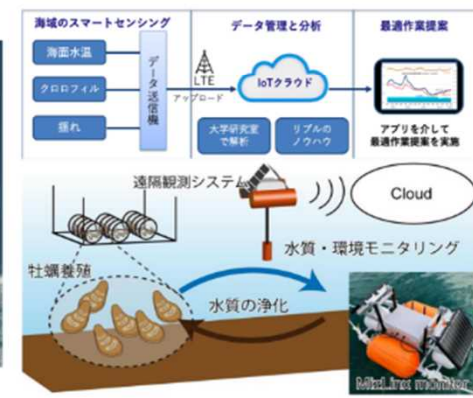 海域のスマートセンシング
データ管理と分析
最適作業提案
海面水温
クロロフィル
揺れ
データ送信機
LTE
アップロード
IoTクラウド
大学研究室
で解析
リブルの
ノウハウ
アプリを介して
最適作業提案を実施
遠隔観測システム
Cloud
水質・環境モニタリング
牡蠣養殖
水質の浄化
MizLinx monitor